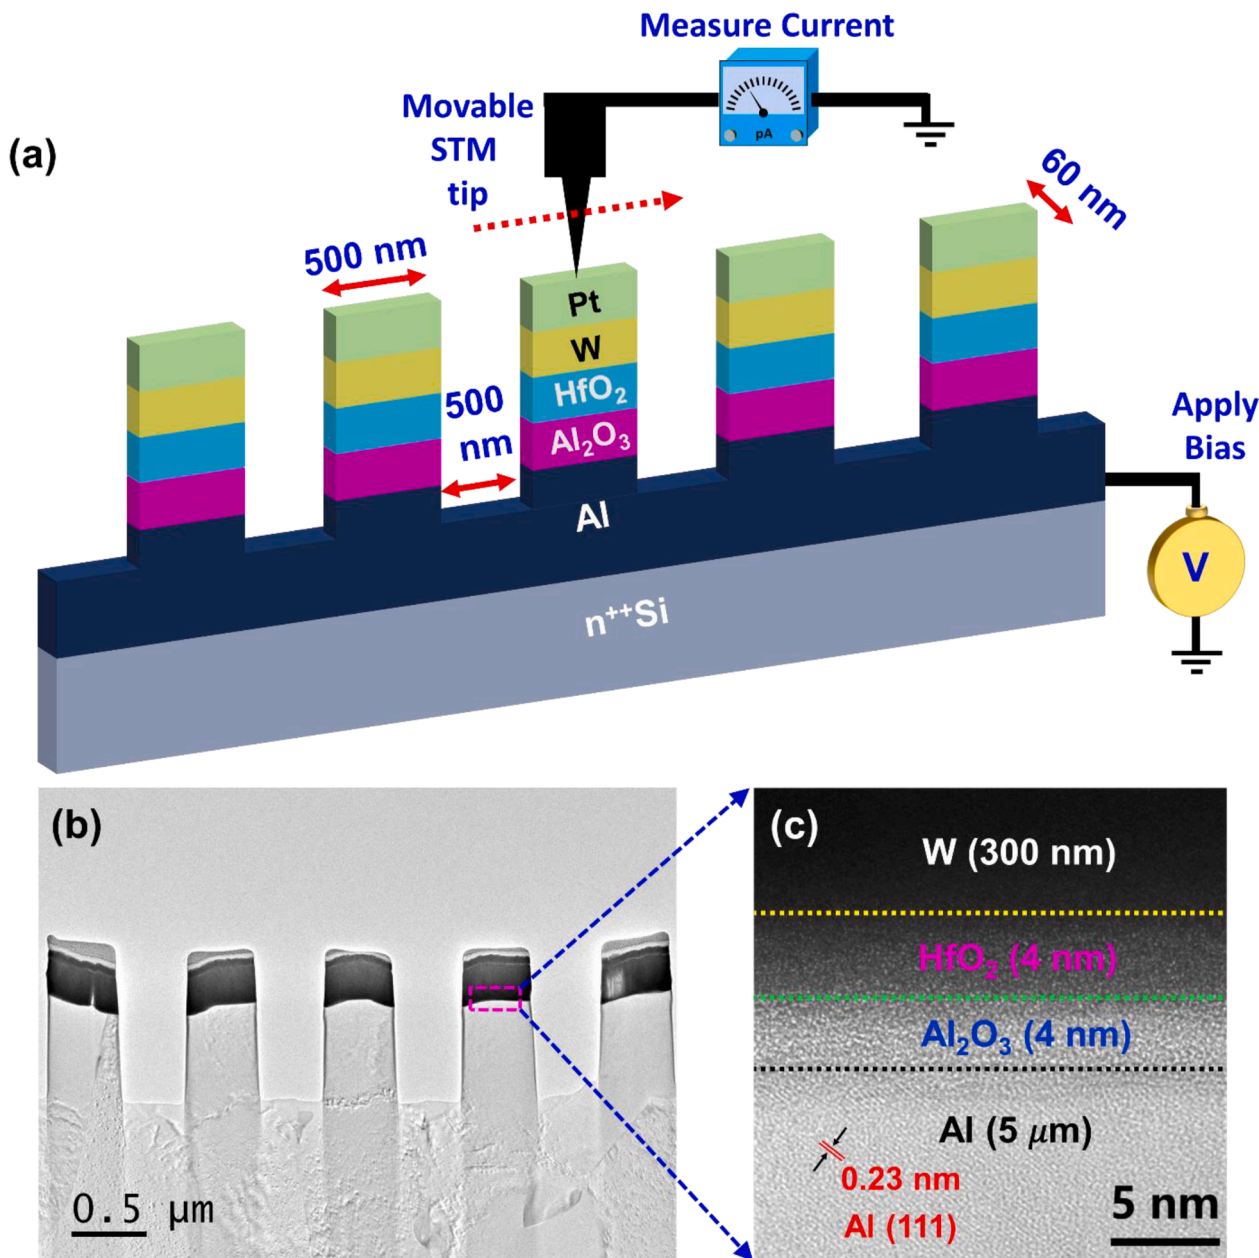 Measure Current
Movable
STM
tip
(a)
pA
60 nm
500 nm
Pt
W
HfO₂
Al₂O₃
500
nm
Apply
Bias
Al
V
n⁺⁺Si
(b)
0.5 μm
(c)
W (300 nm)
HfO₂ (4 nm)
Al₂O₃ (4 nm)
Al (5 μm)
0.23 nm
Al (111)
5 nm